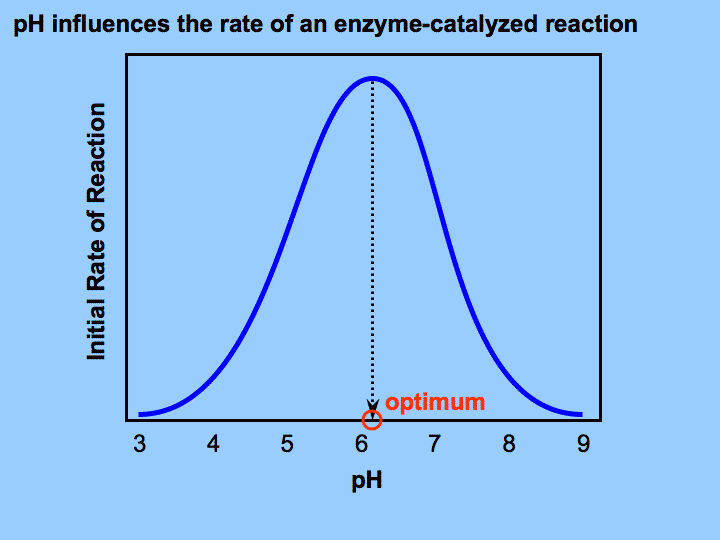 pH influences the rate of an enzyme-catalyzed reaction
Initial Rate of Reaction
optimum
3 4 5 6 7 8 9
pH